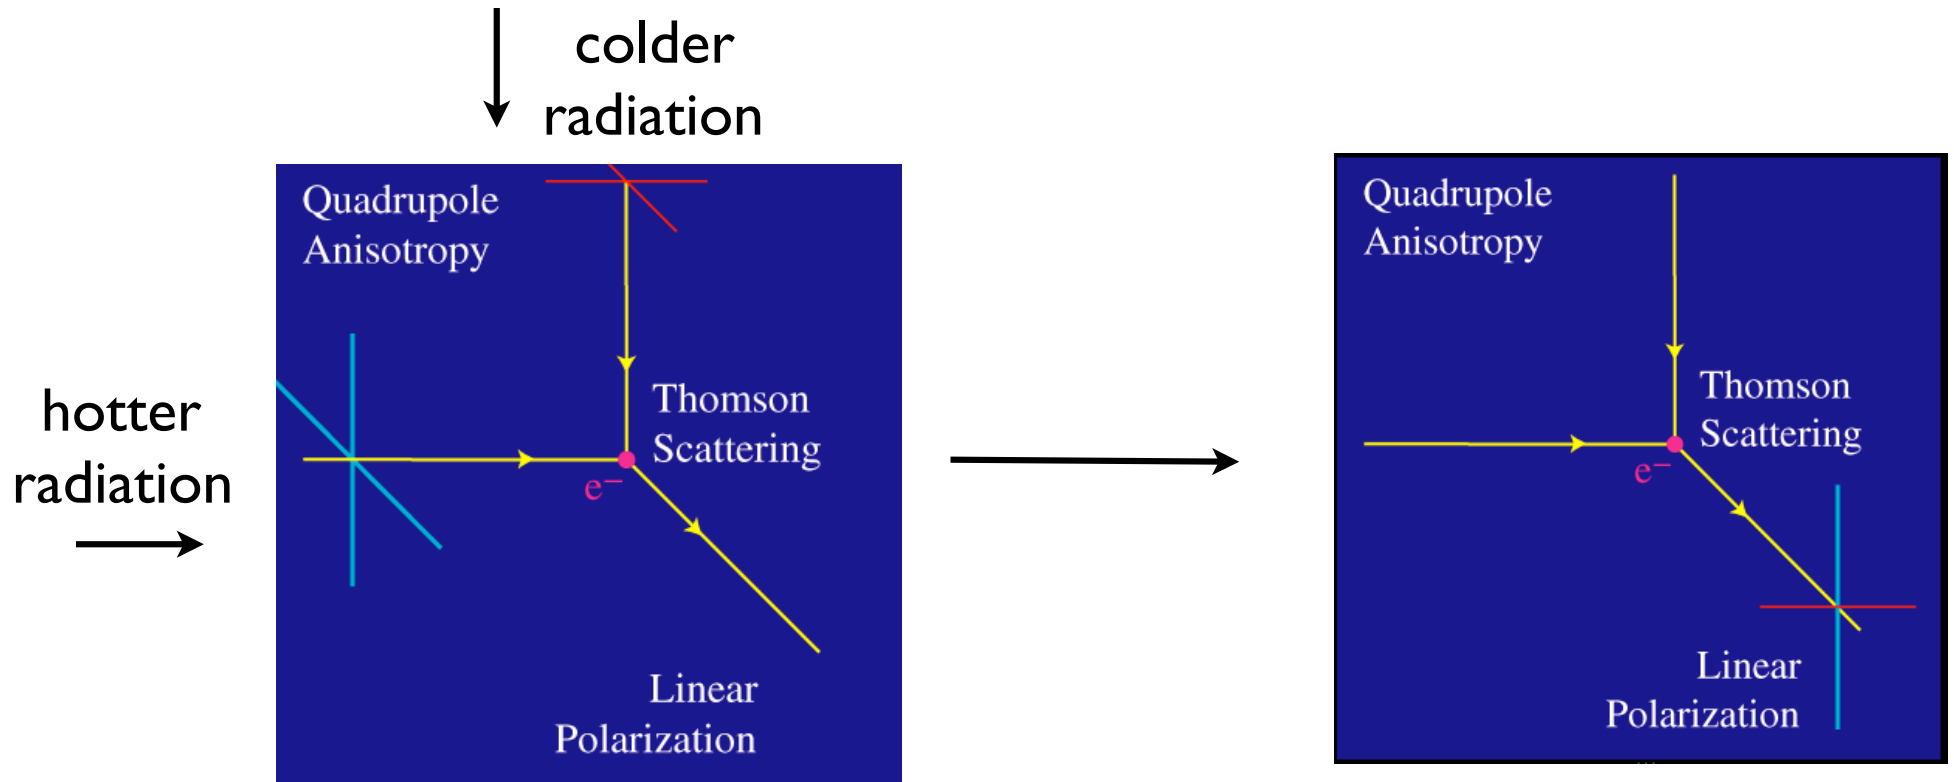 colder
radiation
hotter
radiation
Quadrupole
Anisotropy
Thomson
Scattering
e−
Linear
Polarization
Quadrupole
Anisotropy
Thomson
Scattering
e−
Linear
Polarization